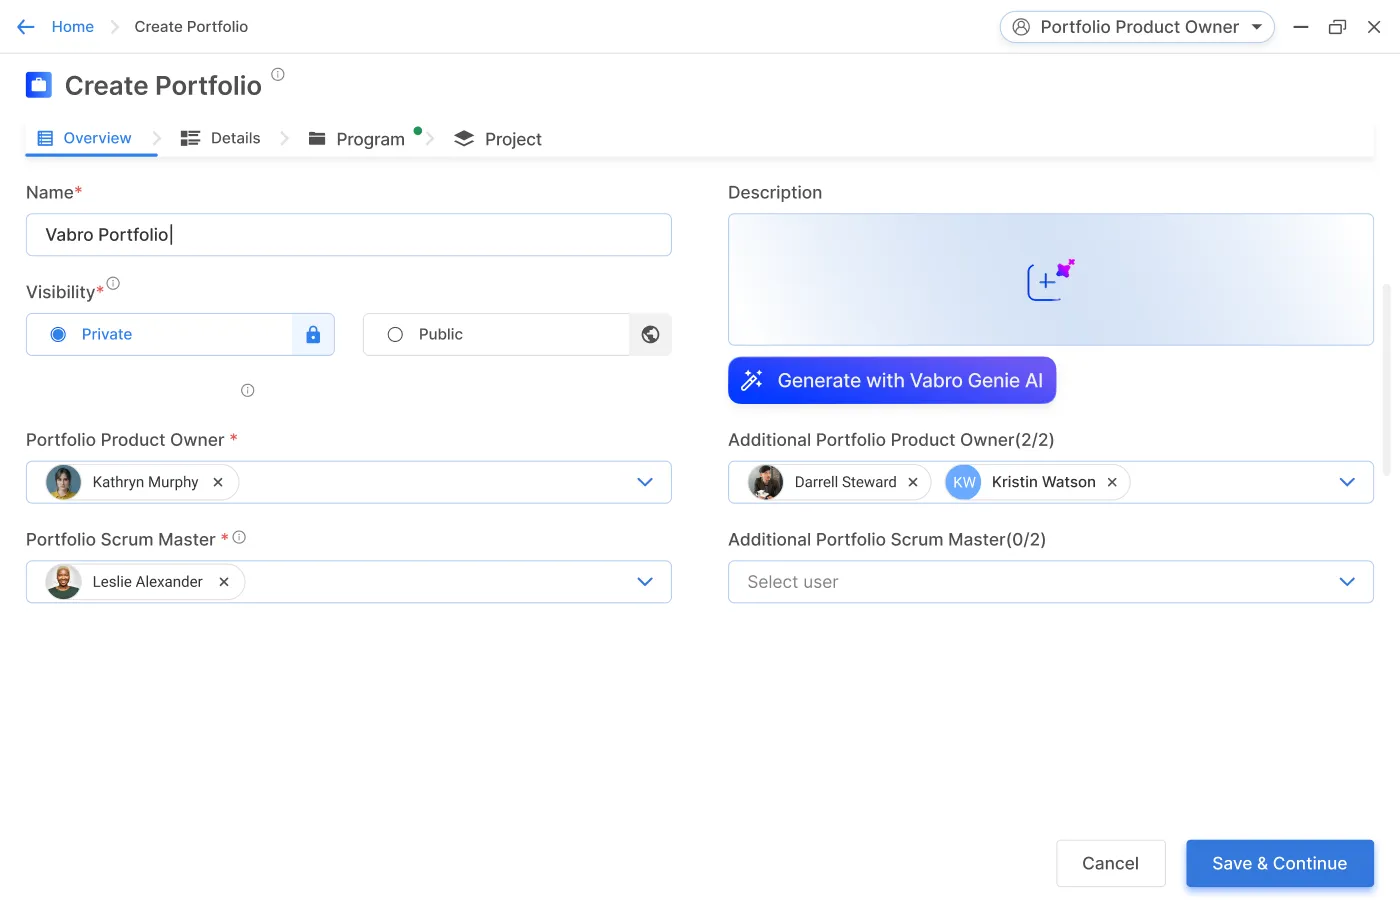 Home Create Portfolio Portfolio Product Owner
Create Portfolio
Overview Details Program Project
Name*
Vabro Portfolio
Visibility*
Private Public
Portfolio Product Owner *
Kathryn Murphy
Portfolio Scrum Master *
Leslie Alexander
Description
Generate with Vabro Genie AI
Additional Portfolio Product Owner(2/2)
Darrell Steward KW Kristin Watson
Additional Portfolio Scrum Master(0/2)
Select user
Cancel Save & Continue